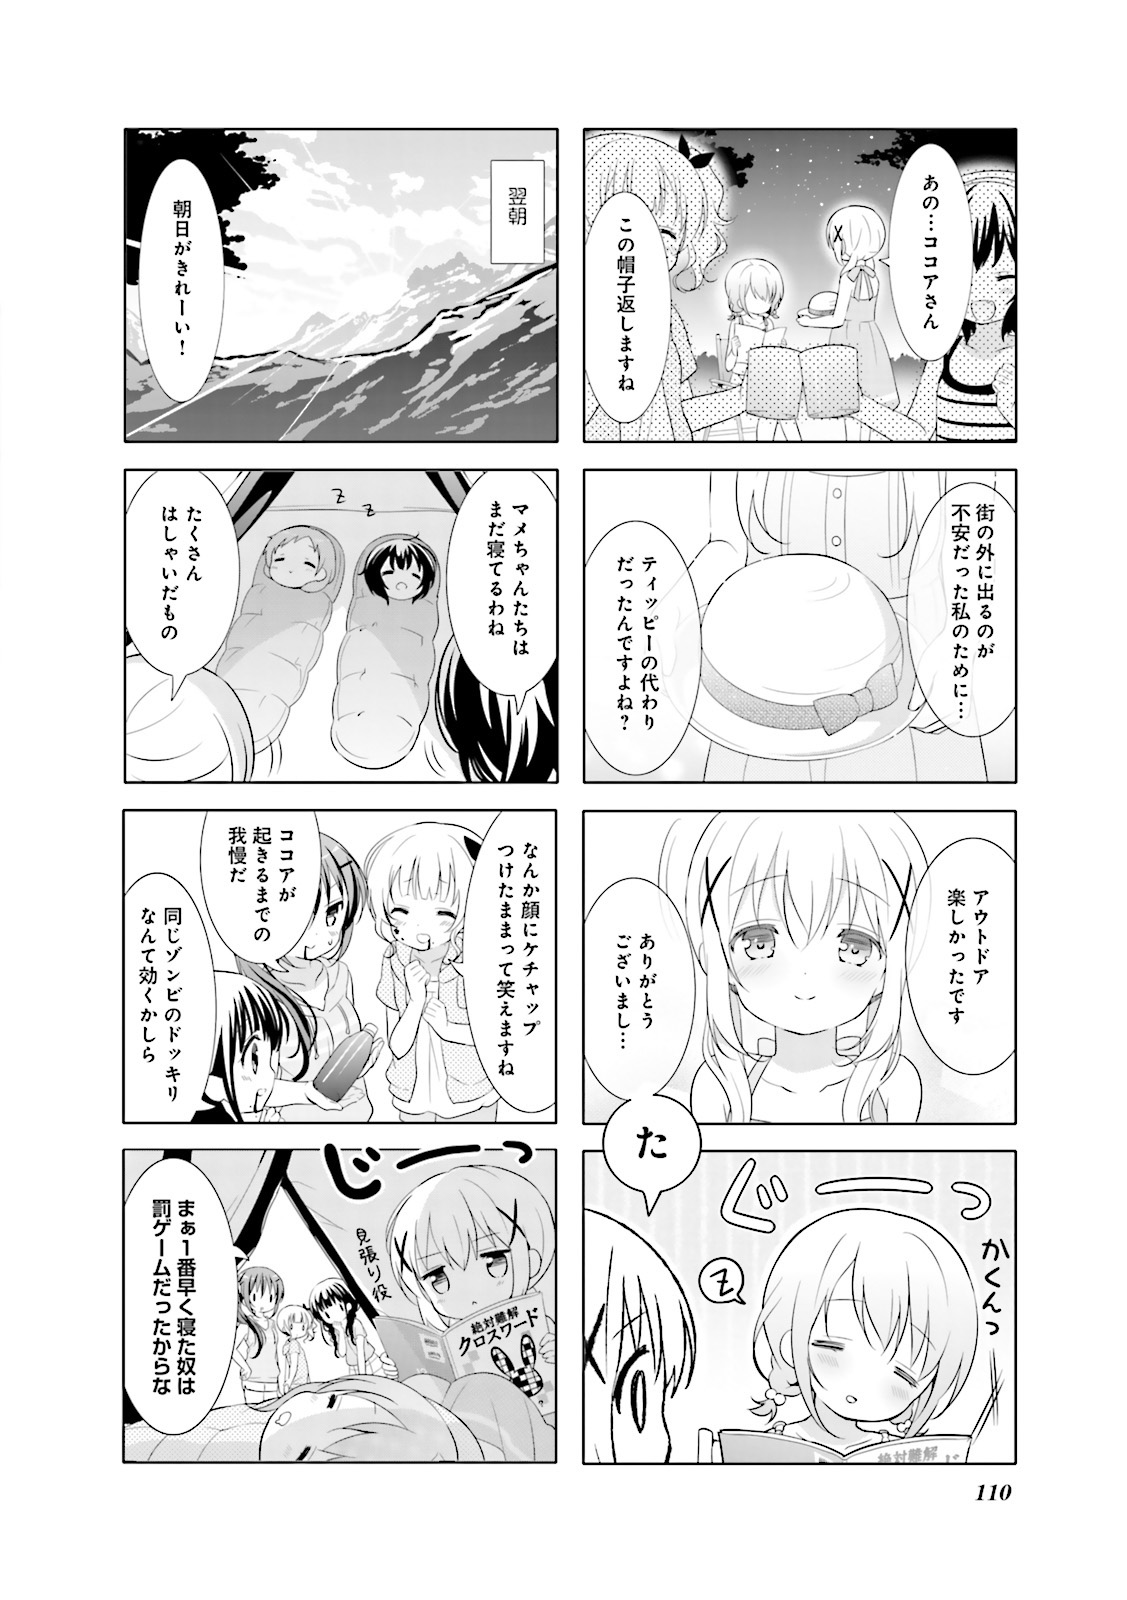 あの…ココアさん
この帽子返しますね
街の外に出るのが
不安だった私のために…
ティッピーの代わり
だったんですよね?
アウトドア
楽しかったです
ありがとう
ございまし…
た
ぐーっ
かくんっ
Z
絶対難解
翌朝
朝日がきれーい!
マメちゃんたちは
まだ寝てるわね
Z
Z
たくさん
はしゃいだもの
なんか顔にケチャップ
つけたままって笑えますね
ココアが
起きるまでの
我慢だ
同じゾンビのドッキリ
なんて効くかしら
じーっ
見張り役
絶対難解
クロスワード
まぁ1番早く寝た奴は
罰ゲームだったからな
110